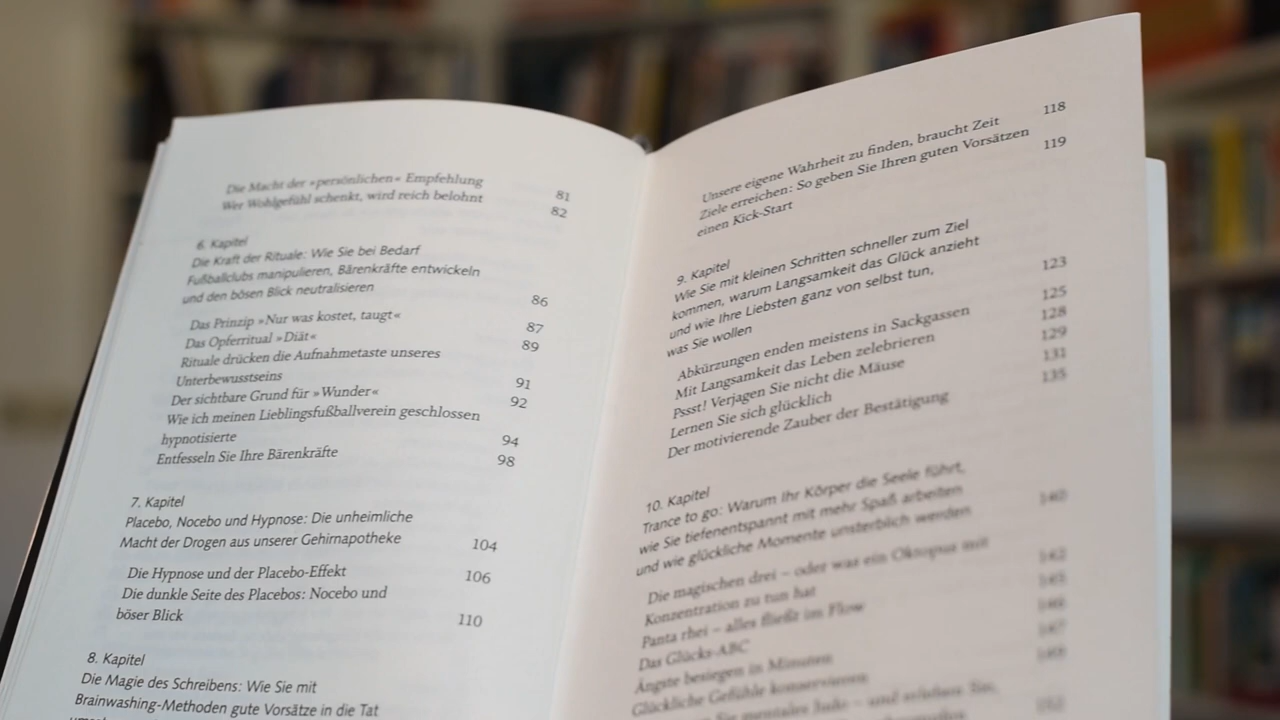 Die Macht der »persönlichen« Empfehlung 81
Wer Wohlgefühl schenkt, wird reich belohnt 82
6. Kapitel
Die Kraft der Rituale: Wie Sie bei Bedarf
Fußballclubs manipulieren, Bärenkräfte entwickeln
und den bösen Blick neutralisieren 86
Das Prinzip »Nur was kostet, taugt« 87
Das Opferritual »Diät« 89
Rituale drücken die Aufnahmetaste unseres
Unterbewusstseins 91
Der sichtbare Grund für »Wunder« 92
Wie ich meinen Lieblingsfußballverein geschlossen
hypnotisierte 94
Entfesseln Sie Ihre Bärenkräfte 98
7. Kapitel
Placebo, Nocebo und Hypnose: Die unheimliche
Macht der Drogen aus unserer Gehirnapotheke 104
Die Hypnose und der Placebo-Effekt 106
Die dunkle Seite des Placebos: Nocebo und
böser Blick 110
8. Kapitel
Die Magie des Schreibens: Wie Sie mit
Brainwashing-Methoden gute Vorsätze in die Tat
Unsere eigene Wahrheit zu finden, braucht Zeit 118
Ziele erreichen: So geben Sie Ihren guten Vorsätzen
einen Kick-Start 119
9. Kapitel
Wie Sie mit kleinen Schritten schneller zum Ziel
kommen, warum Langsamkeit das Glück anzieht
und wie Ihre Liebsten ganz von selbst tun,
was Sie wollen 123
Abkürzungen enden meistens in Sackgassen 125
Mit Langsamkeit das Leben zelebrieren 128
Pssst! Verjagen Sie nicht die Mäuse 129
Lernen Sie sich glücklich 131
Der motivierende Zauber der Bestätigung 135
10. Kapitel
Trance to go: Warum Ihr Körper die Seele führt,
wie Sie tiefenentspannt mit mehr Spaß arbeiten
und wie glückliche Momente unsterblich werden 140
Die magischen drei – oder was ein Oktopus mit
Konzentration zu tun hat 142
Panta rhei – alles fließt im Flow
Das Glücks-ABC
Ängste besiegen in Minuten
Glückliche Gefühle konservieren